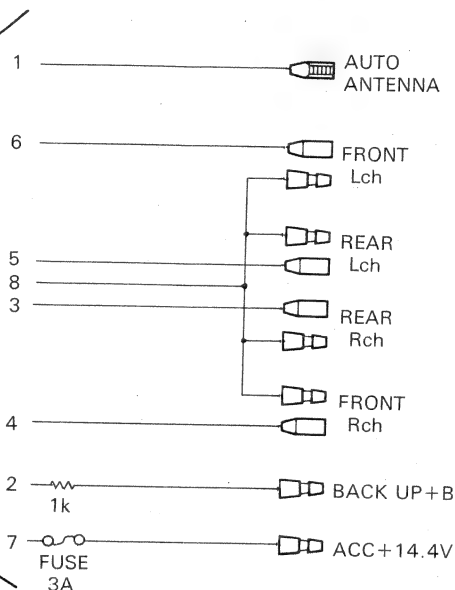 1
AUTO
ANTENNA
6
FRONT
Lch
REAR
5
Lch
8
3
REAR
Rch
FRONT
4
Rch
2
BACK UP+B
1k
7
ACC+14.4V
FUSE
3A